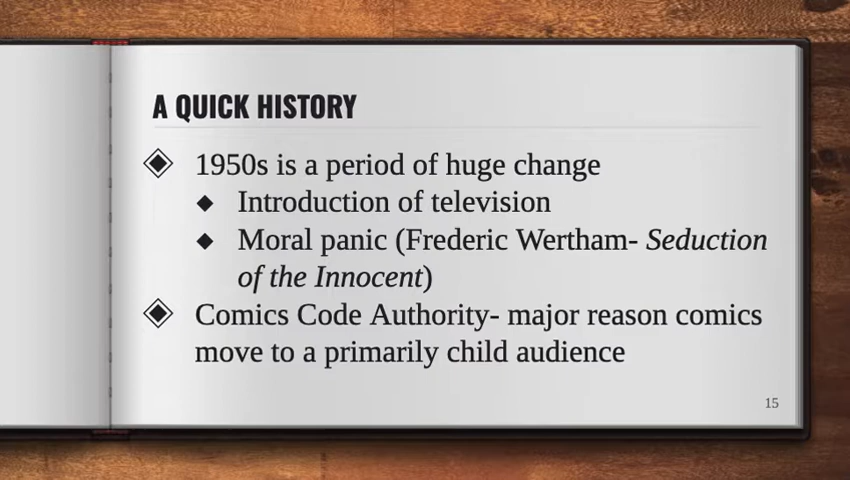 A QUICK HISTORY
1950s is a period of huge change
Introduction of television
Moral panic (Frederic Wertham- Seduction
of the Innocent)
Comics Code Authority- major reason comics
move to a primarily child audience
15